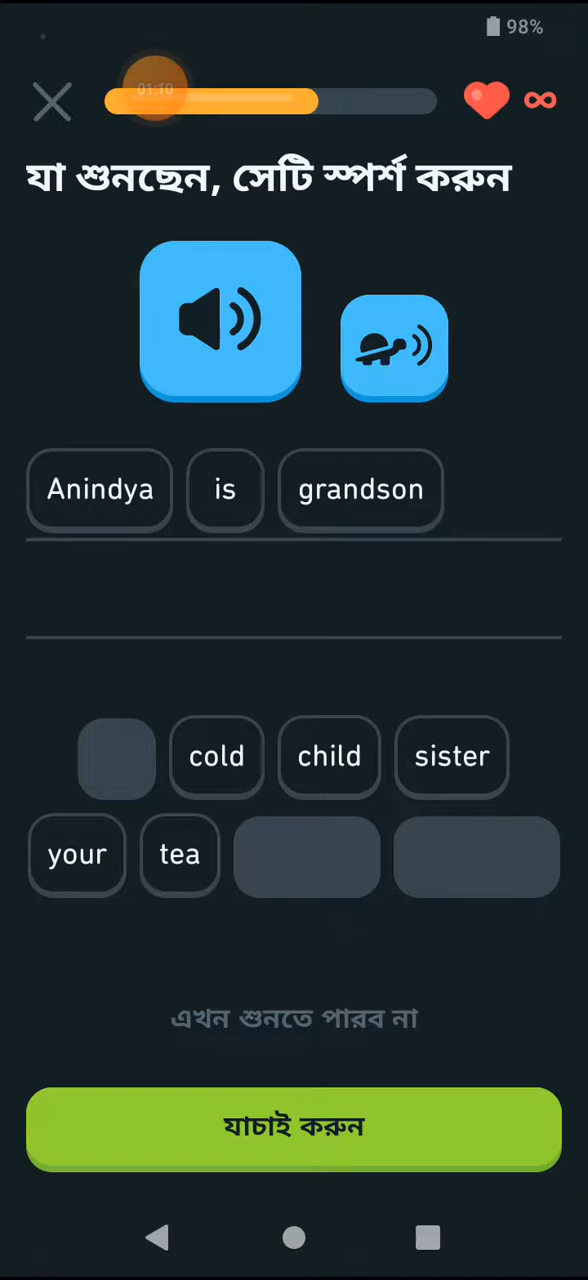 98%
01:10
যা শুনছেন, সেটি স্পর্শ করুন
Anindya is grandson
cold child sister
your tea
এখন শুনতে পারব না
যাচাই করুন